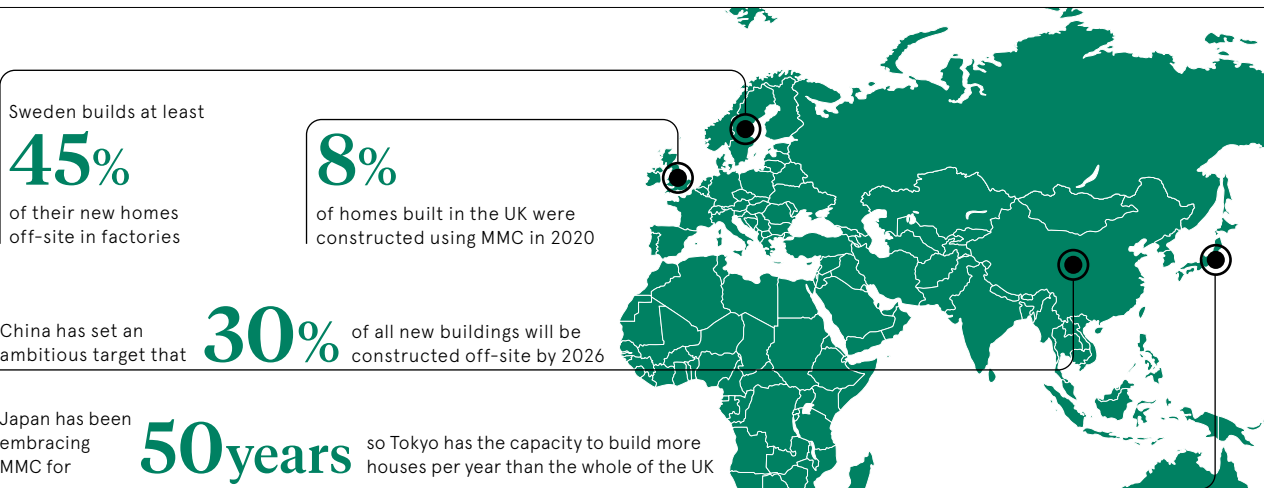 Sweden builds at least
45%
of their new homes
off-site in factories
8%
of homes built in the UK were
constructed using MMC in 2020
China has set an
ambitious target that
30%
of all new buildings will be
constructed off-site by 2026
Japan has been
embracing
MMC for
50 years
so Tokyo has the capacity to build more
houses per year than the whole of the UK